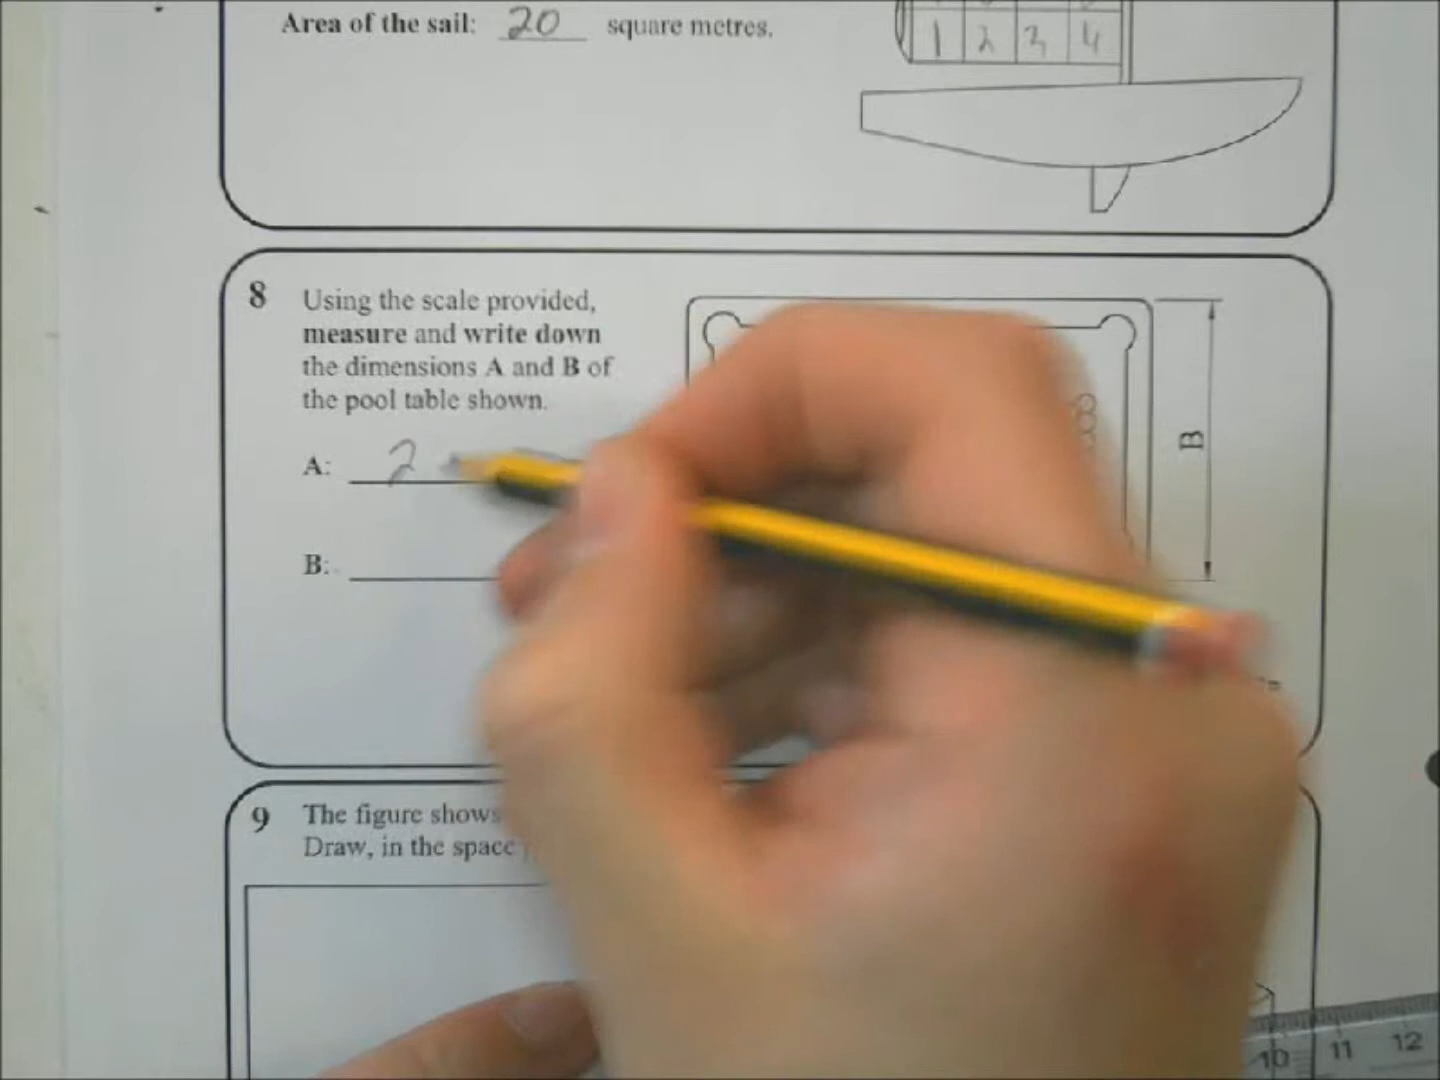 Area of the sail: 20 square metres.
1 2 3 4
8 Using the scale provided,
measure and write down
the dimensions A and B of
the pool table shown.
B
A: 2
B:
9 The figure shows
Draw, in the space
10 11 12